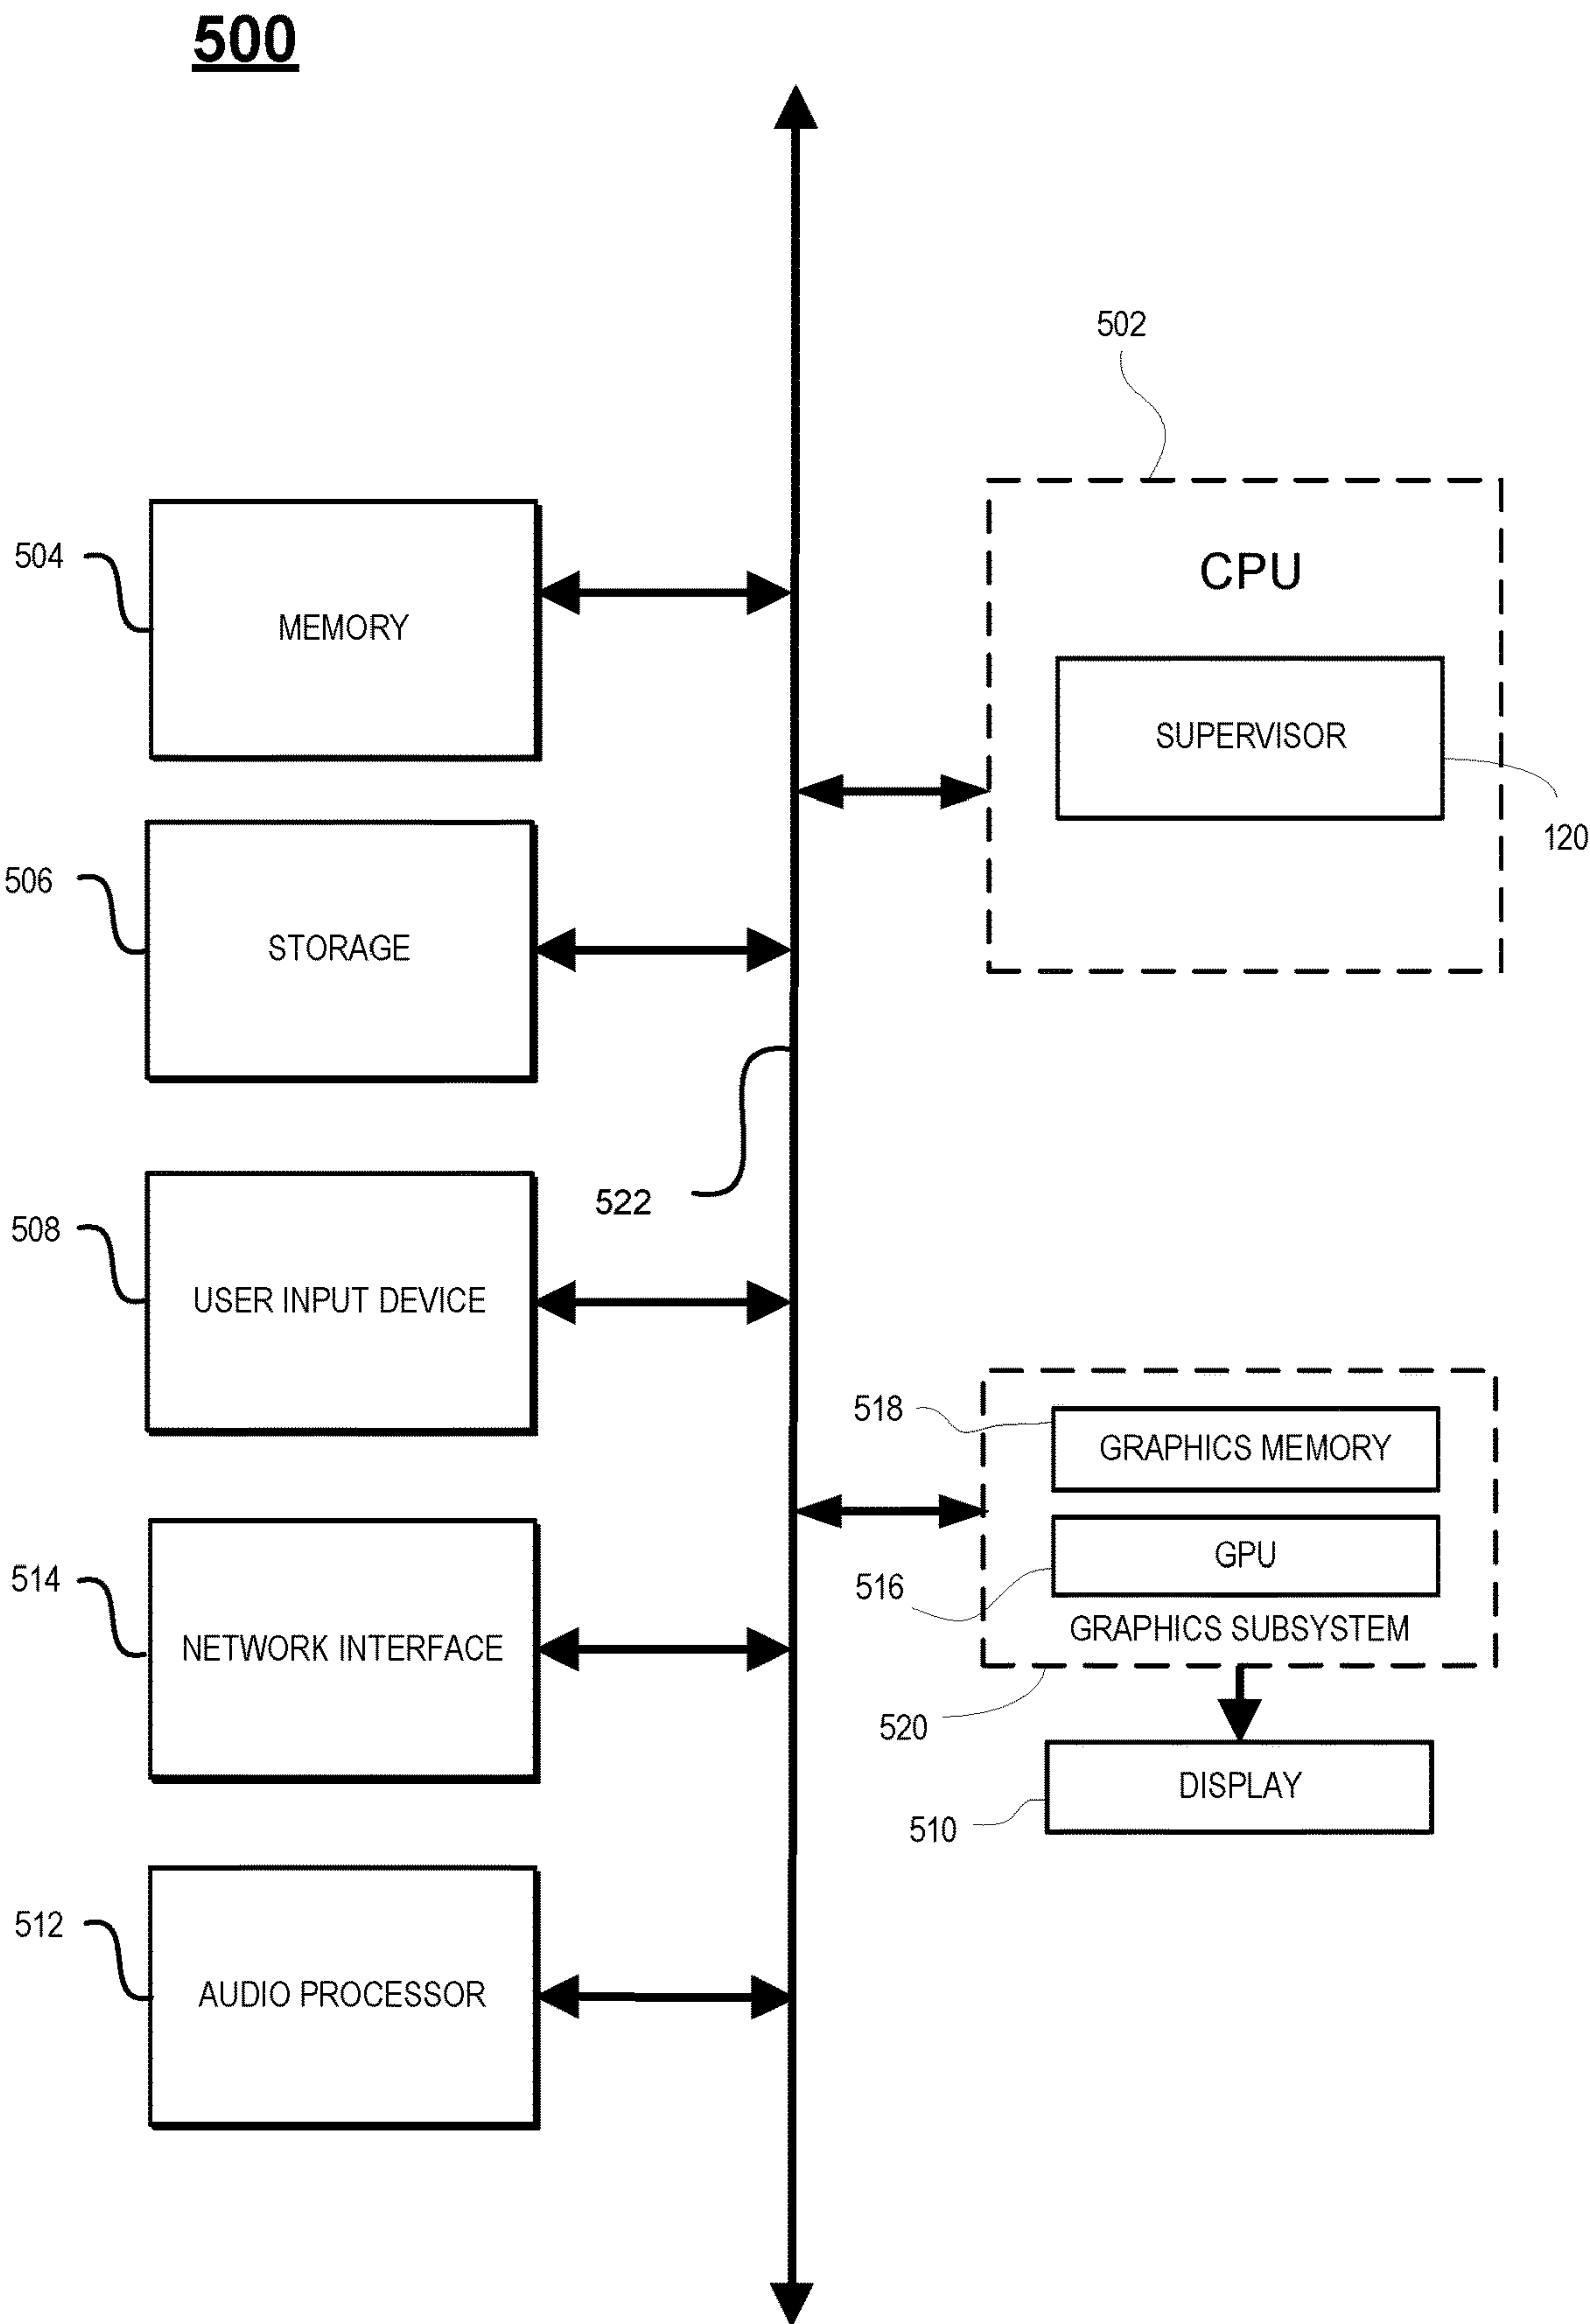 500
502
CPU
504
MEMORY
SUPERVISOR
120
506
STORAGE
522
508
USER INPUT DEVICE
518
GRAPHICS MEMORY
514
NETWORK INTERFACE
516
GPU
GRAPHICS SUBSYSTEM
520
DISPLAY
510
512
AUDIO PROCESSOR